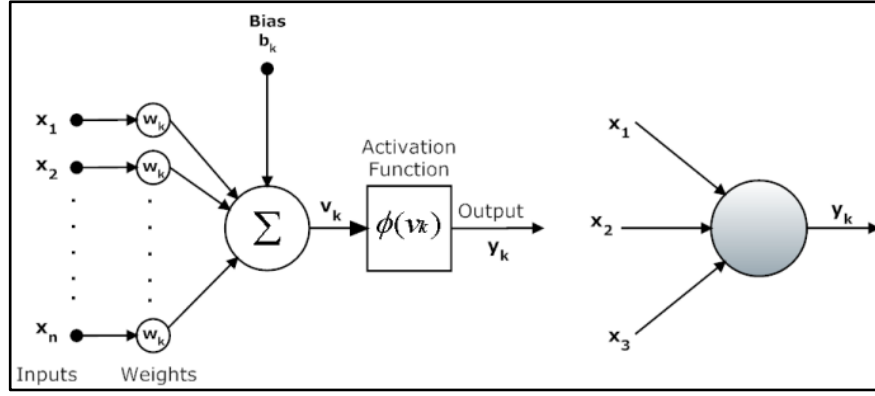 Bias
b_k
x_1
w_k
x_2
w_k
Activation
Function
Σ
v_k
ϕ(v_k)
Output
y_k
x_n
w_k
Inputs
Weights
x_1
x_2
x_3
y_k